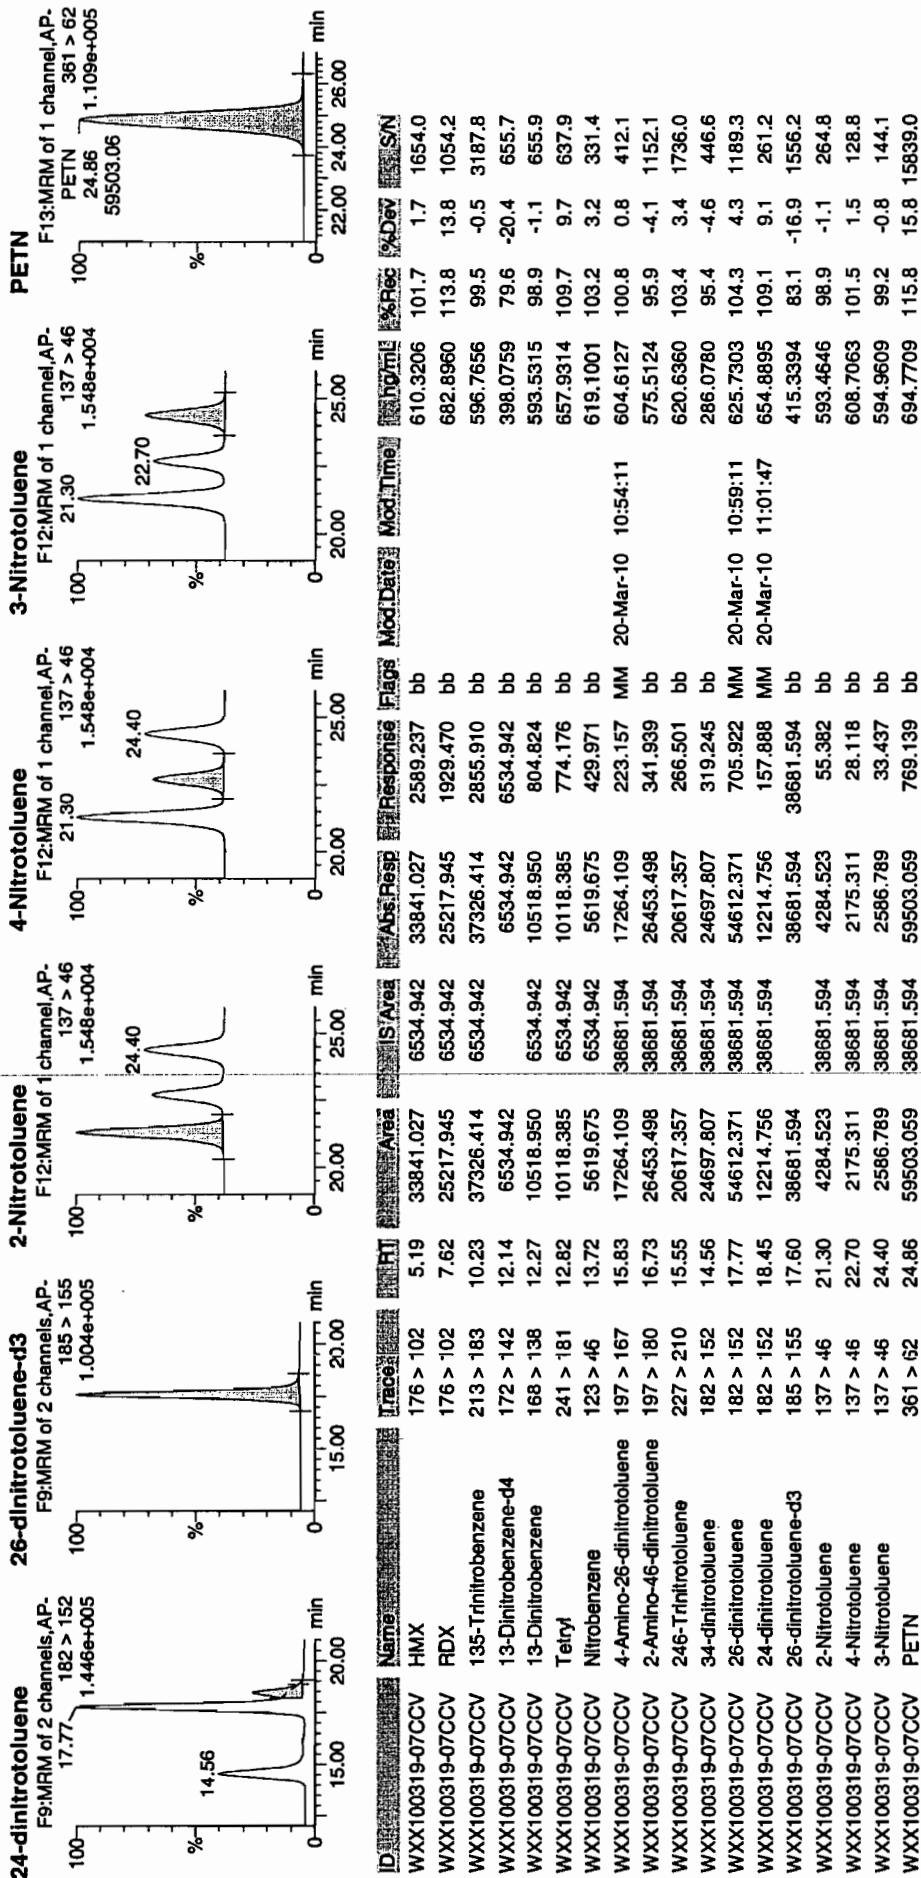 24-dinitrotoluene
F9:MRM of 2 channels,AP-
17.77 182 > 152
1.446e+005
100
14.56
%
0
15.00 20.00 min
26-dinitrotoluene-d3
F9:MRM of 2 channels,AP-
185 > 155
1.004e+005
100
%
0
15.00 20.00 min
2-Nitrotoluene
F12:MRM of 1 channel,AP-
137 > 46
1.548e+004
100
24.40
%
0
20.00 25.00 min
4-Nitrotoluene
F12:MRM of 1 channel,AP-
21.30 137 > 46
1.548e+004
100
24.40
%
0
20.00 25.00 min
3-Nitrotoluene
F12:MRM of 1 channel,AP-
21.30 137 > 46
1.548e+004
100
22.70
%
0
20.00 25.00 min
PETN
F13:MRM of 1 channel,AP-
PETN 361 > 62
24.86 1.109e+005
59503.06
100
%
0
22.00 24.00 26.00 min
ID Name Trace RT Area IS Area Abs.Resp Response Flags Mod.Date Mod.Time ng/mL %Rec %Dev S/N
WXX100319-07CCV HMX 176 > 102 5.19 33841.027 6534.942 33841.027 2589.237 bb 610.3206 101.7 1.7 1654.0
WXX100319-07CCV RDX 176 > 102 7.62 25217.945 6534.942 25217.945 1929.470 bb 682.8960 113.8 13.8 1054.2
WXX100319-07CCV 135-Trinitrobenzene 213 > 183 10.23 37326.414 6534.942 37326.414 2855.910 bb 596.7656 99.5 -0.5 3187.8
WXX100319-07CCV 13-Dinitrobenzene-d4 172 > 142 12.14 6534.942 6534.942 6534.942 bb 398.0759 79.6 -20.4 655.7
WXX100319-07CCV 13-Dinitrobenzene 168 > 138 12.27 10518.950 6534.942 10518.950 804.824 bb 593.5315 98.9 -1.1 655.9
WXX100319-07CCV Tetryl 241 > 181 12.82 10118.385 6534.942 10118.385 774.176 bb 657.9314 109.7 9.7 637.9
WXX100319-07CCV Nitrobenzene 123 > 46 13.72 5619.675 6534.942 5619.675 429.971 bb 619.1001 103.2 3.2 331.4
WXX100319-07CCV 4-Amino-26-dinitrotoluene 197 > 167 15.83 17264.109 38681.594 17264.109 223.157 MM 20-Mar-10 10:54:11 604.6127 100.8 0.8 412.1
WXX100319-07CCV 2-Amino-46-dinitrotoluene 197 > 180 16.73 26453.498 38681.594 26453.498 341.939 bb 575.5124 95.9 -4.1 1152.1
WXX100319-07CCV 246-Trinitrotoluene 227 > 210 15.55 20617.357 38681.594 20617.357 266.501 bb 620.6360 103.4 3.4 1736.0
WXX100319-07CCV 34-dinitrotoluene 182 > 152 14.56 24697.807 38681.594 24697.807 319.245 bb 286.0780 95.4 -4.6 446.6
WXX100319-07CCV 26-dinitrotoluene 182 > 152 17.77 54612.371 38681.594 54612.371 705.922 MM 20-Mar-10 10:59:11 625.7303 104.3 4.3 1189.3
WXX100319-07CCV 24-dinitrotoluene 182 > 152 18.45 12214.756 38681.594 12214.756 157.888 MM 20-Mar-10 11:01:47 654.8895 109.1 9.1 261.2
WXX100319-07CCV 26-dinitrotoluene-d3 185 > 155 17.60 38681.594 38681.594 38681.594 bb 415.3394 83.1 -16.9 1556.2
WXX100319-07CCV 2-Nitrotoluene 137 > 46 21.30 4284.523 38681.594 4284.523 55.382 bb 593.4646 98.9 -1.1 264.8
WXX100319-07CCV 4-Nitrotoluene 137 > 46 22.70 2175.311 38681.594 2175.311 28.118 bb 608.7063 101.5 1.5 128.8
WXX100319-07CCV 3-Nitrotoluene 137 > 46 24.40 2586.789 38681.594 2586.789 33.437 bb 594.9609 99.2 -0.8 144.1
WXX100319-07CCV PETN 361 > 62 24.86 59503.059 38681.594 59503.059 769.139 bb 694.7709 115.8 15.8 15839.0